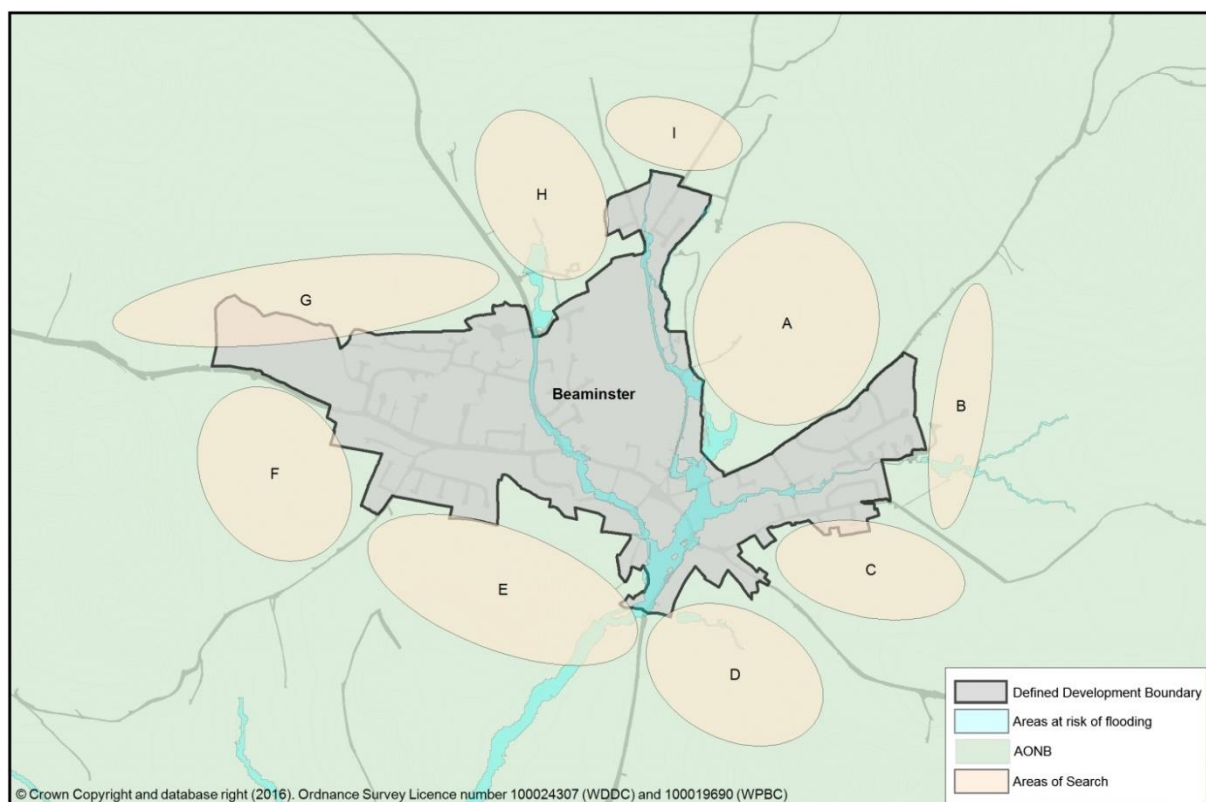 I
H
A
G
B
Beaminster
F
C
E
D
Defined Development Boundary
Areas at risk of flooding
AONB
Areas of Search
© Crown Copyright and database right (2016). Ordnance Survey Licence number 100024307 (WDDC) and 100019690 (WPBC)